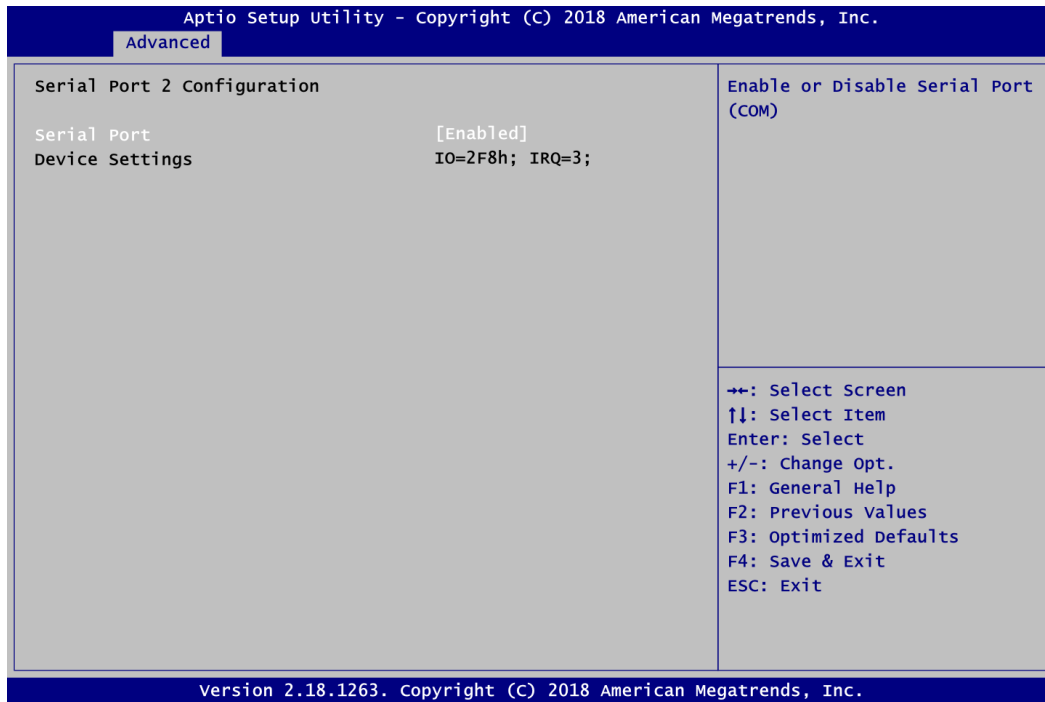 Aptio Setup Utility - Copyright (C) 2018 American Megatrends, Inc.
Advanced
Serial Port 2 Configuration
Serial Port [Enabled]
Device Settings IO=2F8h; IRQ=3;
Enable or Disable Serial Port
(COM)
→←: Select Screen
↑↓: Select Item
Enter: Select
+/-: Change Opt.
F1: General Help
F2: Previous Values
F3: Optimized Defaults
F4: Save & Exit
ESC: Exit
Version 2.18.1263. Copyright (C) 2018 American Megatrends, Inc.